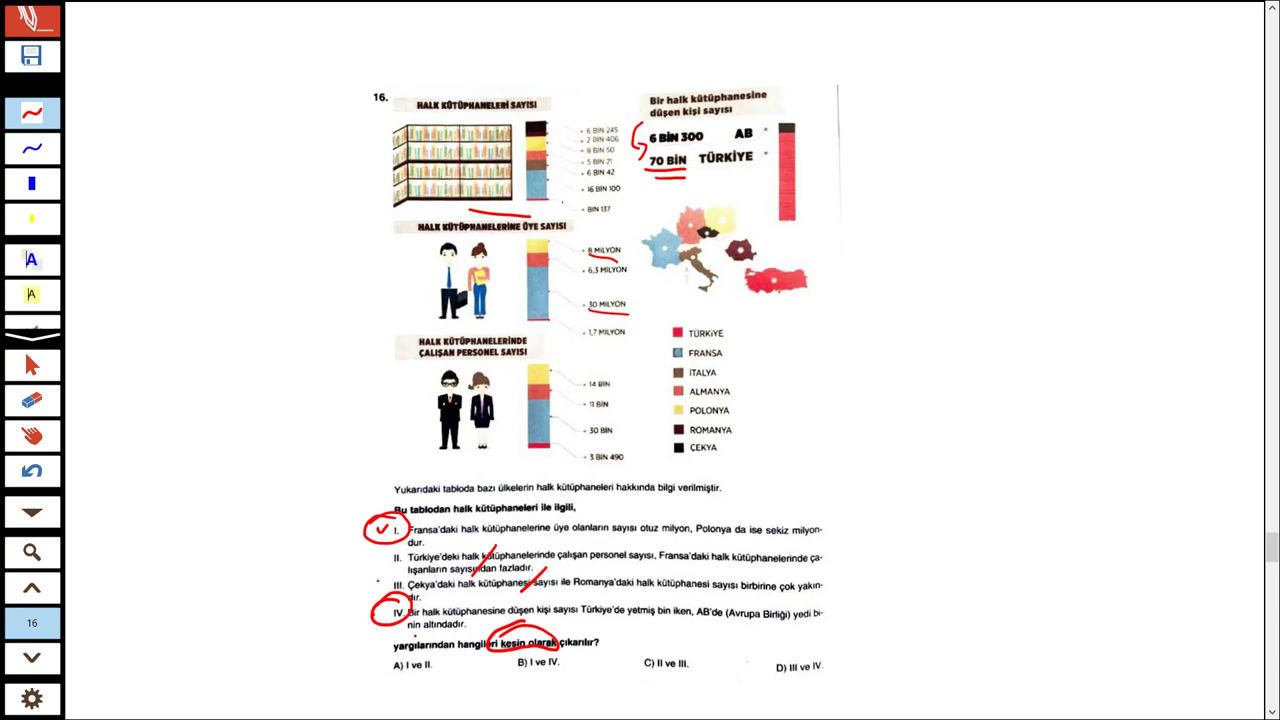 16.
HALK KÜTÜPHANELERİ SAYISI
6 BİN 245
2 BİN 406
8 BİN 50
5 BİN 21
6 BİN 42
16 BİN 100
BİN 137
Bir halk kütüphanesine
düşen kişi sayısı
6 BİN 300 AB
70 BİN TÜRKİYE
HALK KÜTÜPHANELERİNE ÜYE SAYISI
8 MİLYON
6,3 MİLYON
30 MİLYON
1,7 MİLYON
HALK KÜTÜPHANELERİNDE
ÇALIŞAN PERSONEL SAYISI
14 BİN
11 BİN
30 BİN
3 BİN 490
TÜRKİYE
FRANSA
İTALYA
ALMANYA
POLONYA
ROMANYA
ÇEKYA
Yukarıdaki tabloda bazı ülkelerin halk kütüphaneleri hakkında bilgi verilmiştir.
Bu tablodan halk kütüphaneleri ile ilgili,
I. Fransa'daki halk kütüphanelerine üye olanların sayısı otuz milyon, Polonya da ise sekiz milyon-
dur.
II. Türkiye'deki halk kütüphanelerinde çalışan personel sayısı, Fransa'daki halk kütüphanelerinde ça-
lışanların sayısından fazladır.
III. Çekya'daki halk kütüphanesi sayısı ile Romanya'daki halk kütüphanesi sayısı birbirine çok yakın-
dır.
IV. Bir halk kütüphanesine düşen kişi sayısı Türkiye'de yetmiş bin iken, AB'de (Avrupa Birliği) yedi bi-
nin altındadır.
yargılarından hangileri kesin olarak çıkarılır?
A) I ve II.
B) I ve IV.
C) II ve III.
D) III ve IV.
A
A
16